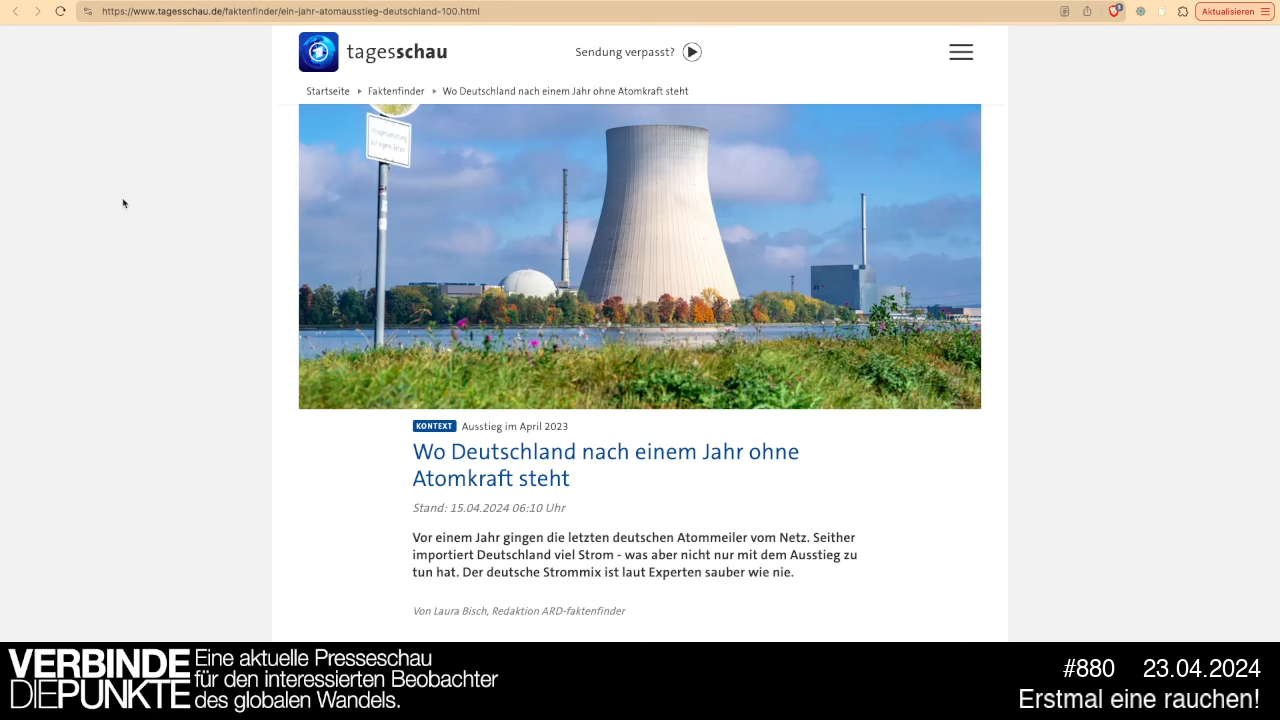 https://www.tagesschau.de/faktenfinder/ein-jahr-atomausstieg-deutschland-100.html
Aktualisieren
tagesschau
Sendung verpasst?
Startseite
Faktenfinder
Wo Deutschland nach einem Jahr ohne Atomkraft steht
KONTEXT Ausstieg im April 2023
Wo Deutschland nach einem Jahr ohne
Atomkraft steht
Stand: 15.04.2024 06:10 Uhr
Vor einem Jahr gingen die letzten deutschen Atommeiler vom Netz. Seither
importiert Deutschland viel Strom - was aber nicht nur mit dem Ausstieg zu
tun hat. Der deutsche Strommix ist laut Experten sauber wie nie.
Von Laura Bisch, Redaktion ARD-faktenfinder
VERBINDE
DIEPUNKTE
Eine aktuelle Presseschau
für den interessierten Beobachter
des globalen Wandels.
#880 23.04.2024
Erstmal eine rauchen!